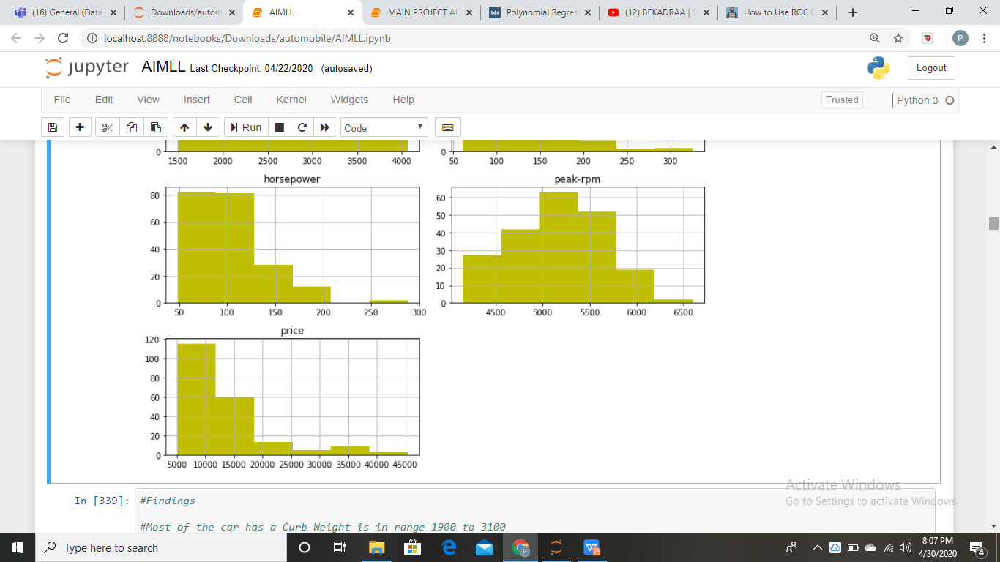 (16) General (Data
Downloads/autom
AIMLL
MAIN PROJECT AI
tds Polynomial Regres
(12) BEKADRAA | S
How to Use ROC C
localhost:8888/notebooks/Downloads/automobile/AIMLL.ipynb
P
jupyter AIMLL Last Checkpoint: 04/22/2020 (autosaved)
Logout
File Edit View Insert Cell Kernel Widgets Help
Trusted Python 3
Run Code
0
1500 2000 2500 3000 3500 4000
0
50 100 150 200 250 300
horsepower
80
60
40
20
0
50 100 150 200 250 300
peak-rpm
60
50
40
30
20
10
0
4500 5000 5500 6000 6500
price
120
100
80
60
40
20
0
5000 10000 15000 20000 25000 30000 35000 40000 45000
Activate Windows
Go to Settings to activate Windows.
In [339]: #Findings
#Most of the car has a Curb Weight is in range 1900 to 3100
Type here to search
8:07 PM
4/30/2020
4